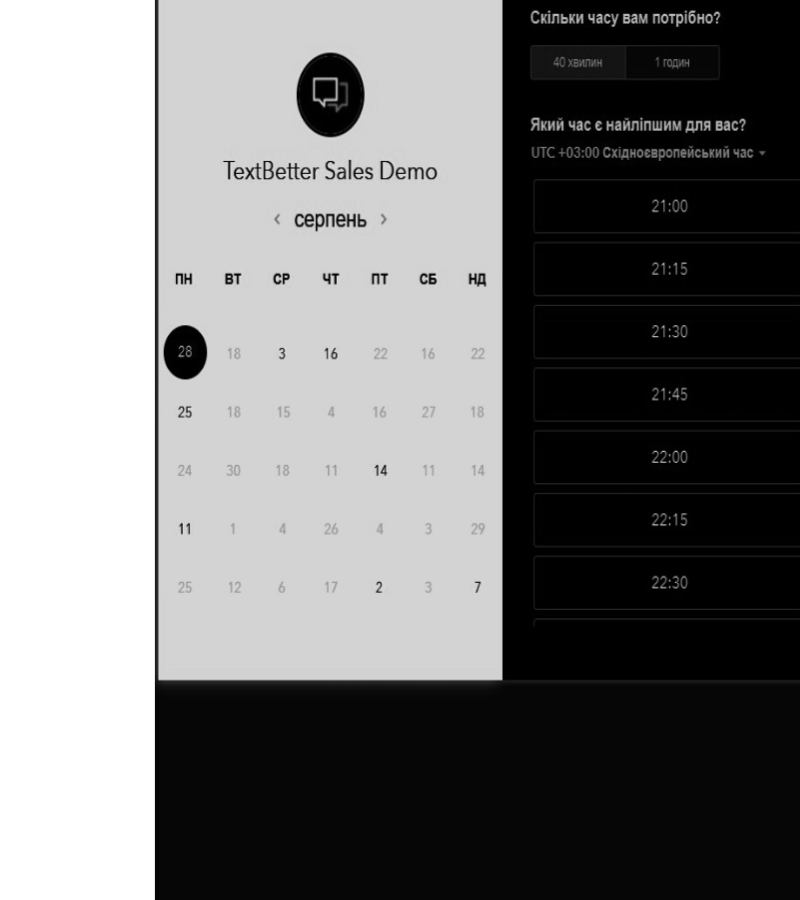 TextBetter Sales Demo
‹ серпень ›
ПН ВТ СР ЧТ ПТ СБ НД
28 18 3 16 22 16 22
25 18 15 4 16 27 18
24 30 18 11 14 11 14
11 1 4 26 4 3 29
25 12 6 17 2 3 7
Скільки часу вам потрібно?
40 хвилин 1 годин
Який час є найліпшим для вас?
UTC +03:00 Східноєвропейський час
21:00
21:15
21:30
21:45
22:00
22:15
22:30